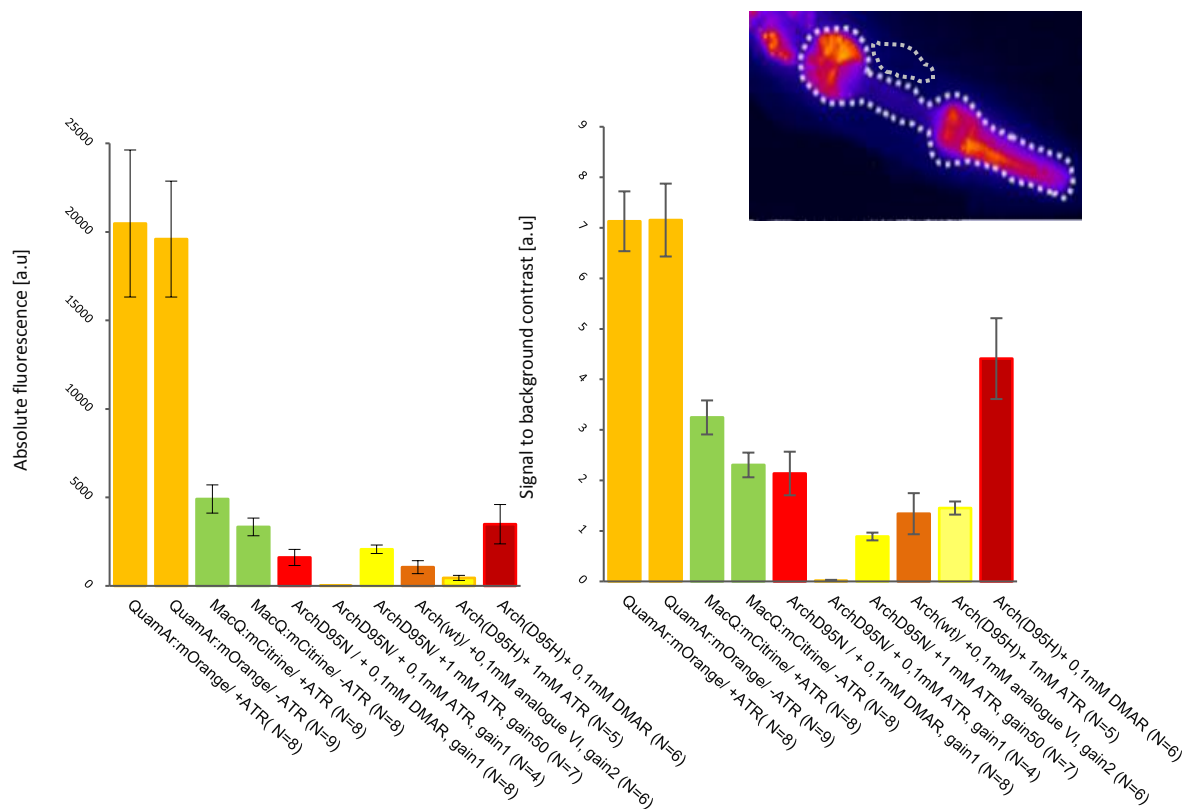 Absolute fluorescence [a.u]
25000
20000
15000
10000
5000
0
QuamAr:mOrange/ +ATR( N=8)
QuamAr:mOrange/ -ATR (N=9)
MacQ:mCitrine/ +ATR (N=8)
MacQ:mCitrine/ -ATR (N=8)
ArchD95N / + 0,1mM DMAR, gain1 (N=8)
ArchD95N/ + 0,1mM ATR, gain1 (N=4)
ArchD95N/ +1 mM ATR, gain50 (N=7)
Arch(wt)/ +0,1mM analogue VI, gain2 (N=6)
Arch(D95H)+ 1mM ATR (N=5)
Arch(D95H)+ 0,1mM DMAR (N=6)
Signal to background contrast [a.u]
9
8
7
6
5
4
3
2
1
0
QuamAr:mOrange/ +ATR( N=8)
QuamAr:mOrange/ -ATR (N=9)
MacQ:mCitrine/ +ATR (N=8)
MacQ:mCitrine/ -ATR (N=8)
ArchD95N / + 0,1mM DMAR, gain1 (N=8)
ArchD95N/ + 0,1mM ATR, gain1 (N=4)
ArchD95N/ +1 mM ATR, gain50 (N=7)
Arch(wt)/ +0,1mM analogue VI, gain2 (N=6)
Arch(D95H)+ 1mM ATR (N=5)
Arch(D95H)+ 0,1mM DMAR (N=6)